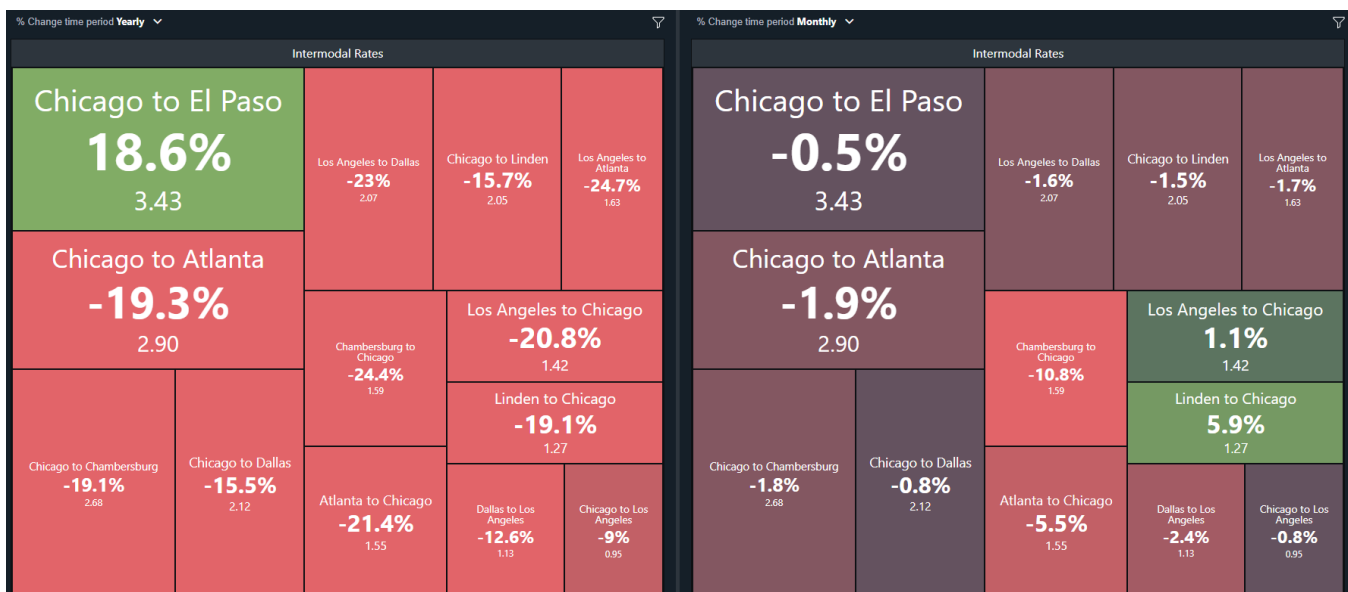 % Change time period Yearly
Intermodal Rates
Chicago to El Paso
18.6%
3.43
Los Angeles to Dallas
-23%
2.07
Chicago to Linden
-15.7%
2.05
Los Angeles to
Atlanta
-24.7%
1.63
Chicago to Atlanta
-19.3%
2.90
Chambersburg to
Chicago
-24.4%
1.59
Los Angeles to Chicago
-20.8%
1.42
Linden to Chicago
-19.1%
1.27
Chicago to Chambersburg
-19.1%
2.68
Chicago to Dallas
-15.5%
2.12
Atlanta to Chicago
-21.4%
1.55
Dallas to Los
Angeles
-12.6%
1.13
Chicago to Los
Angeles
-9%
0.95
% Change time period Monthly
Intermodal Rates
Chicago to El Paso
-0.5%
3.43
Los Angeles to Dallas
-1.6%
2.07
Chicago to Linden
-1.5%
2.05
Los Angeles to
Atlanta
-1.7%
1.63
Chicago to Atlanta
-1.9%
2.90
Chambersburg to
Chicago
-10.8%
1.59
Los Angeles to Chicago
1.1%
1.42
Linden to Chicago
5.9%
1.27
Chicago to Chambersburg
-1.8%
2.68
Chicago to Dallas
-0.8%
2.12
Atlanta to Chicago
-5.5%
1.55
Dallas to Los
Angeles
-2.4%
1.13
Chicago to Los
Angeles
-0.8%
0.95